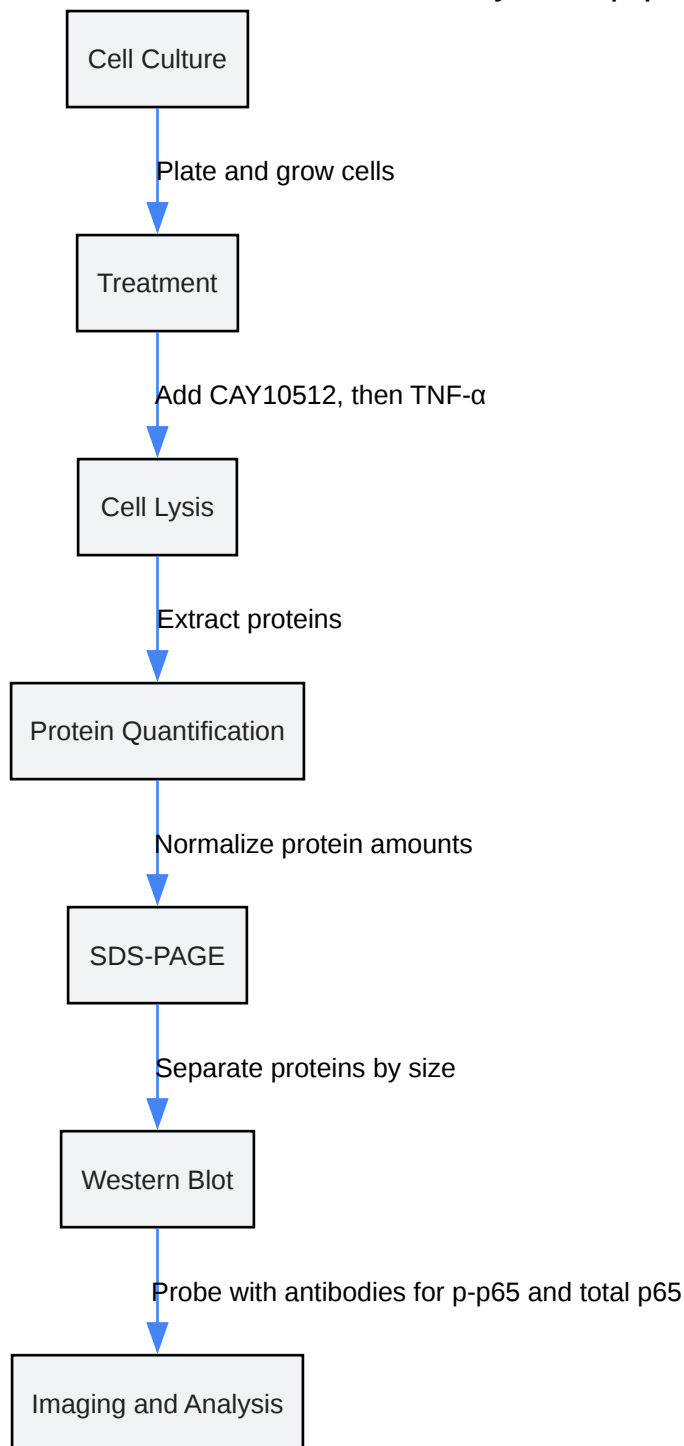 Cell Culture
Plate and grow cells
Treatment
Add CAY10512, then TNF-α
Cell Lysis
Extract proteins
Protein Quantification
Normalize protein amounts
SDS-PAGE
Separate proteins by size
Western Blot
Probe with antibodies for p-p65 and total p65
Imaging and Analysis